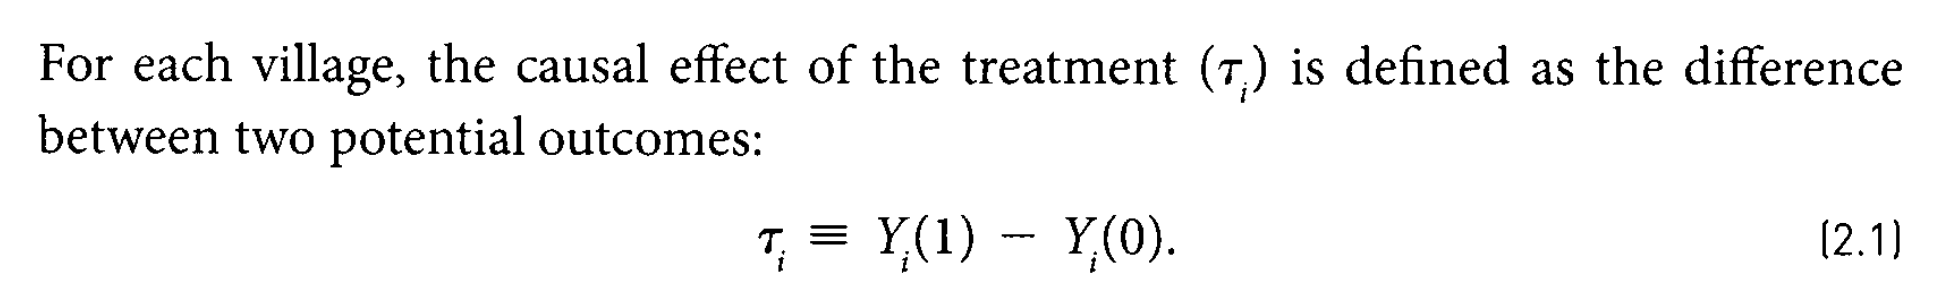 For each village, the causal effect of the treatment (τᵢ) is defined as the difference
between two potential outcomes:
τᵢ ≡ Yᵢ(1) − Yᵢ(0). (2.1)